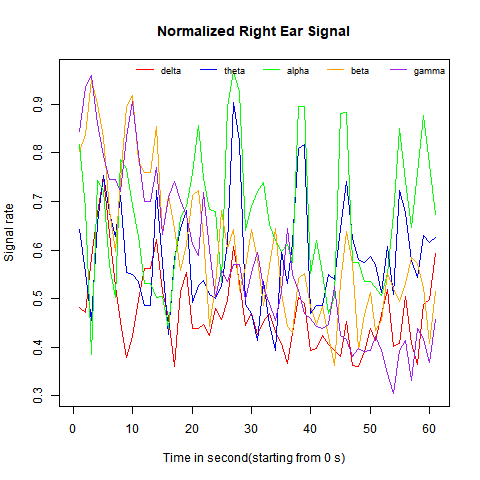 Normalized Right Ear Signal
delta theta alpha beta gamma
0.9
0.8
0.7
0.6
0.5
0.4
0.3
Signal rate
0 10 20 30 40 50 60
Time in second(starting from 0 s)